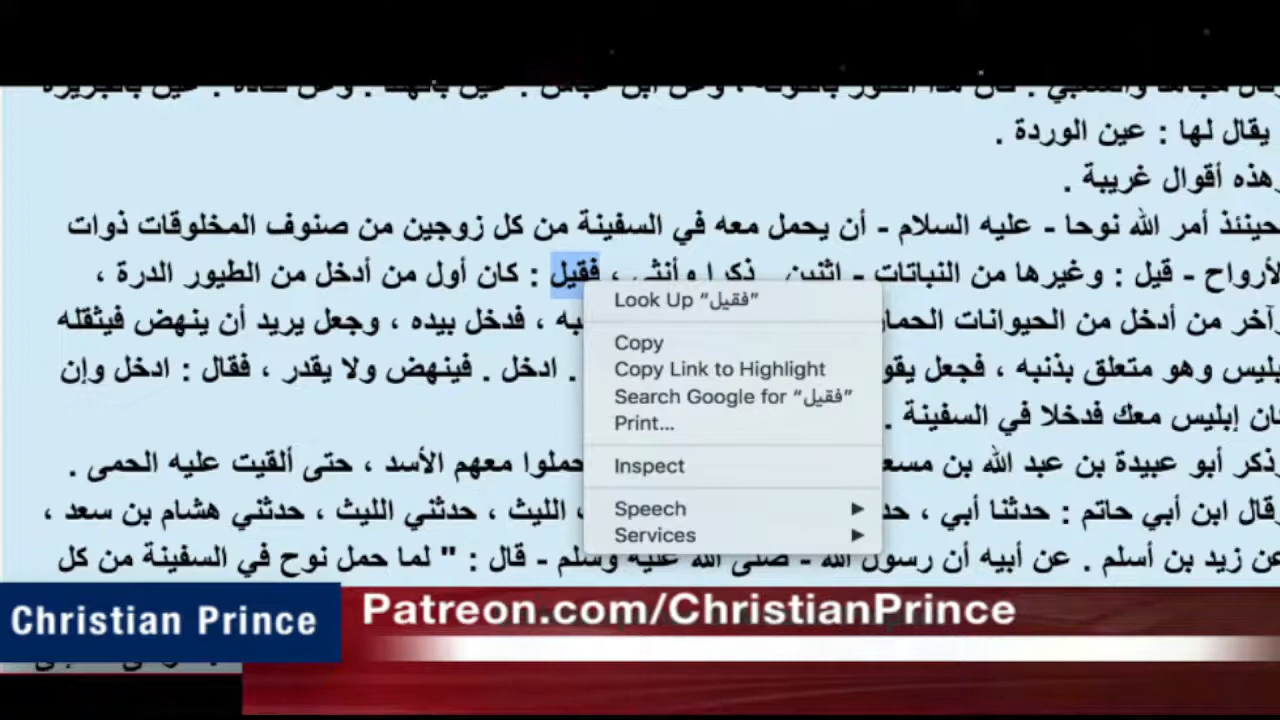 يقال لها : عين الوردة .
وهذه أقوال غريبة .
حينئذ أمر الله نوحا - عليه السلام - أن يحمل معه في السفينة من كل زوجين من صنوف المخلوقات ذوات
الأرواح - قيل : وغيرها من النباتات - اثنين ذكرا وأنثى ، فقيل : كان أول من أدخل من الطيور الدرة ،
وآخر من أدخل من الحيوانات الحمار ، فدخل بيده ، وجعل يريد أن ينهض فيثقله
إبليس وهو متعلق بذنبه ، فجعل . ادخل . فينهض ولا يقدر ، فقال : ادخل وإن
كان إبليس معك فدخلا في السفينة .
وذكر أبو عبيدة بن عبد الله بن حملوا معهم الأسد ، حتى ألقيت عليه الحمى .
وقال ابن أبي حاتم : حدثنا أبي ، الليث ، حدثني الليث ، حدثني هشام بن سعد ،
عن زيد بن أسلم . عن أبيه أن رسول الله - صلى الله عليه وسلم - قال : " لما حمل نوح في السفينة من كل
Look Up “فقيل”
Copy
Copy Link to Highlight
Search Google for “فقيل”
Print...
Inspect
Speech
Services
Christian Prince
Patreon.com/ChristianPrince